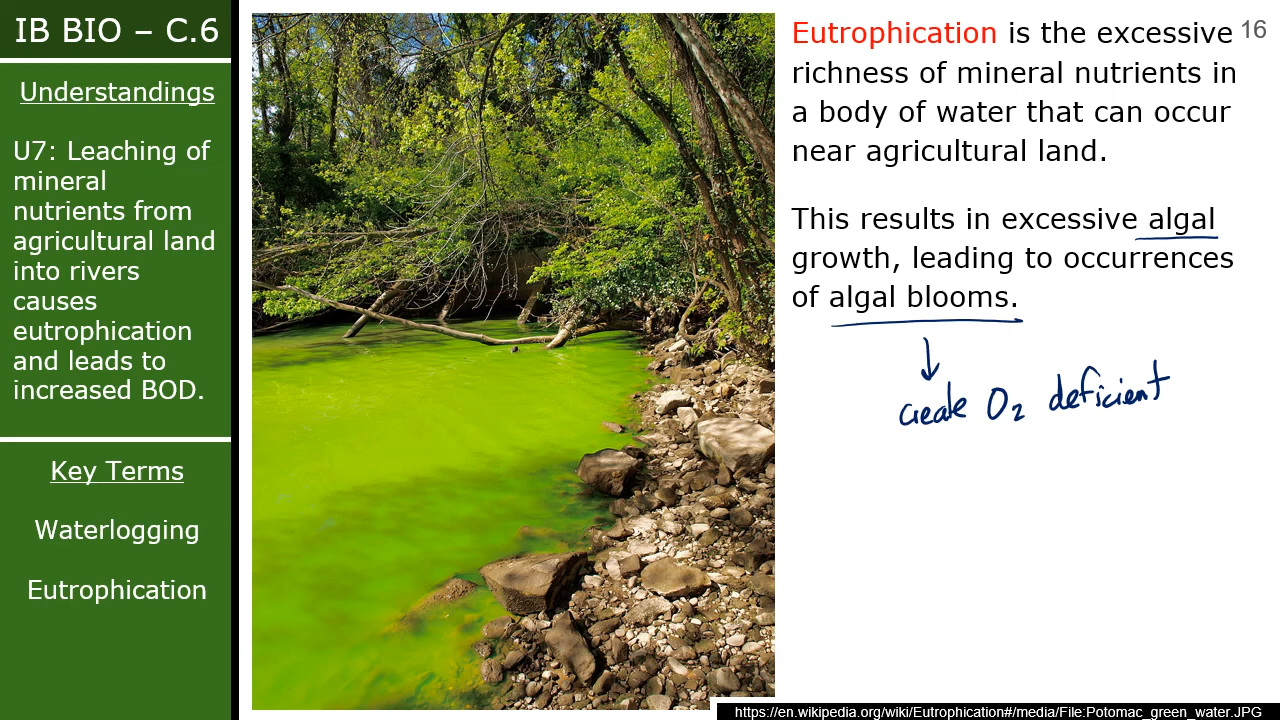 IB BIO – C.6
Understandings
U7: Leaching of
mineral
nutrients from
agricultural land
into rivers
causes
eutrophication
and leads to
increased BOD.
Key Terms
Waterlogging
Eutrophication
16
Eutrophication is the excessive
richness of mineral nutrients in
a body of water that can occur
near agricultural land.
This results in excessive algal
growth, leading to occurrences
of algal blooms.
↓
create O2 deficient
https://en.wikipedia.org/wiki/Eutrophication#/media/File:Potomac_green_water.JPG